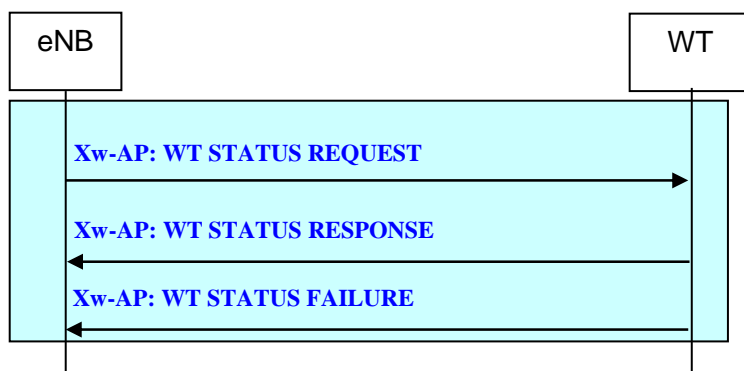 eNB
WT
Xw-AP: WT STATUS REQUEST
Xw-AP: WT STATUS RESPONSE
Xw-AP: WT STATUS FAILURE